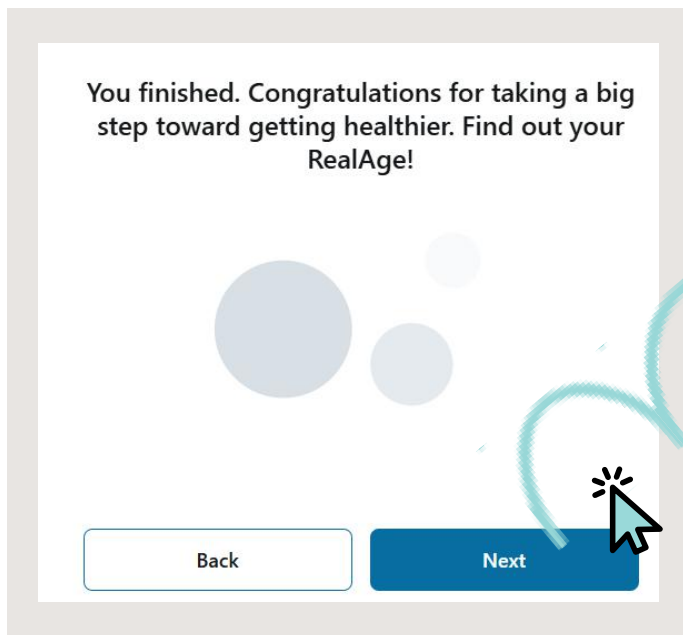 You finished. Congratulations for taking a big
step toward getting healthier. Find out your
RealAge!
Back
Next